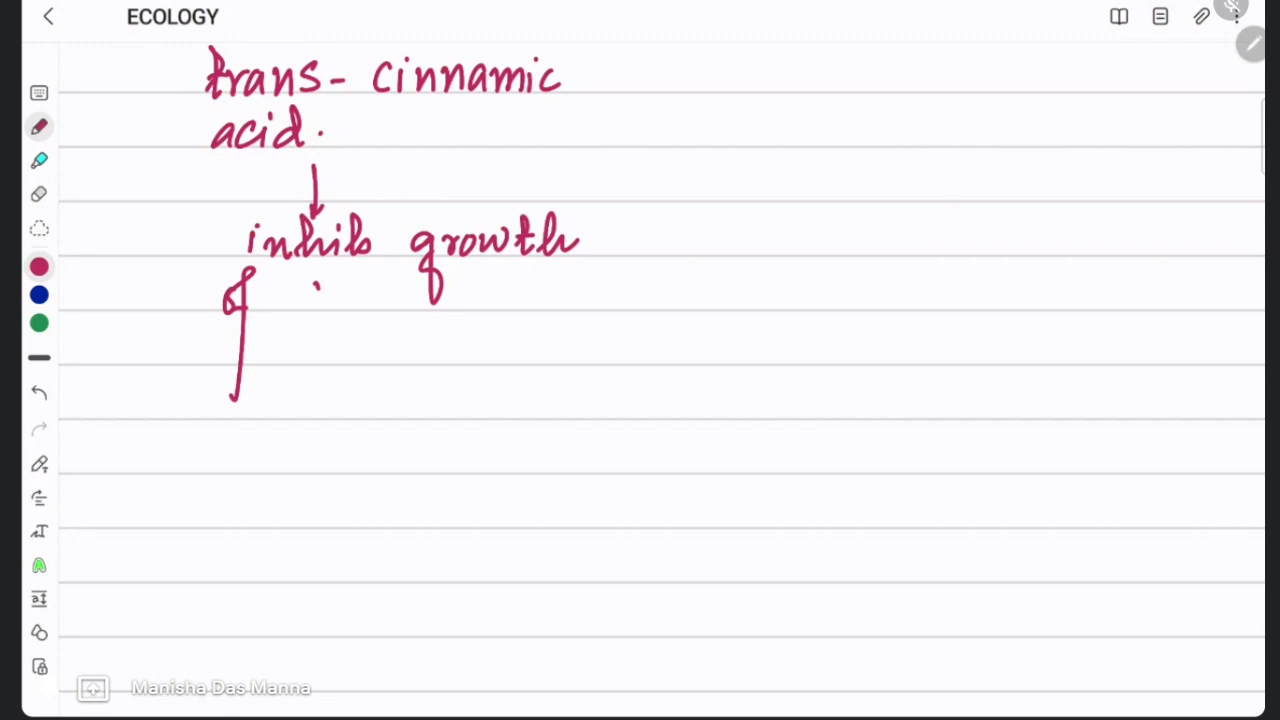 ECOLOGY
trans- cinnamic
acid.
↓
inhib growth
of
Manisha Das Manna